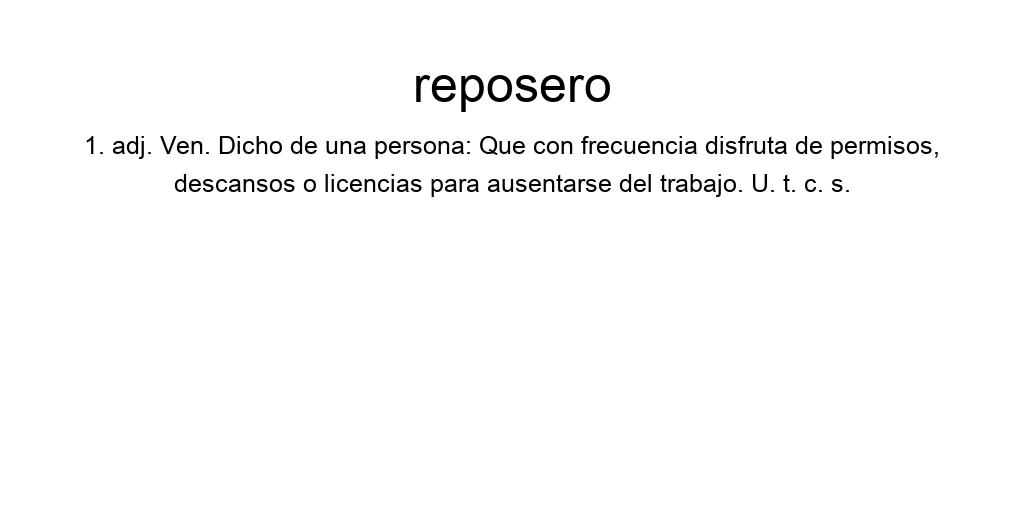 reposero
1. adj. Ven. Dicho de una persona: Que con frecuencia disfruta de permisos,
descansos o licencias para ausentarse del trabajo. U. t. c. s.